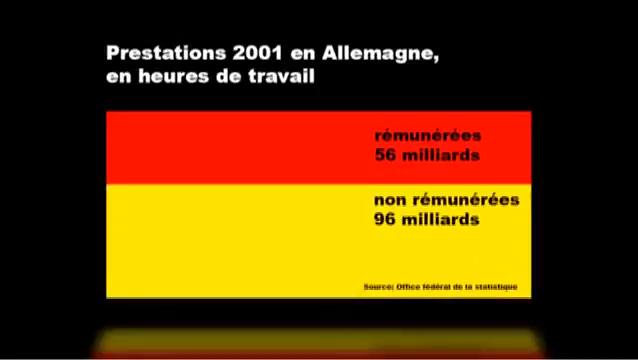 Prestations 2001 en Allemagne,
en heures de travail
rémunérées
56 milliards
non rémunérées
96 milliards
Source: Office fédéral de la statistique